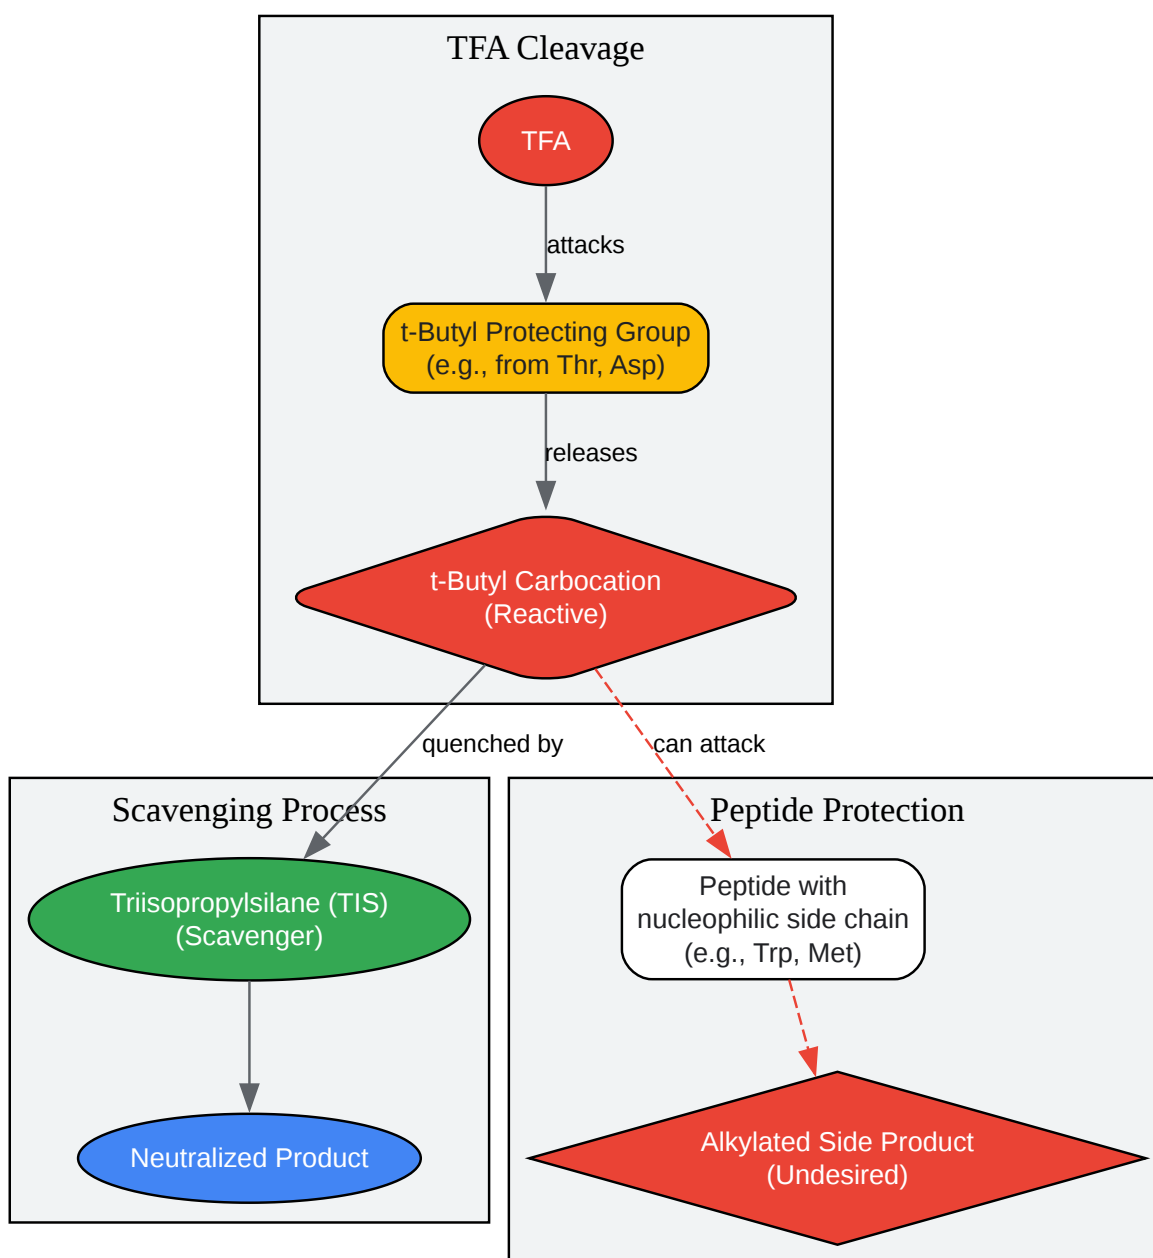 TFA Cleavage
TFA
attacks
t-Butyl Protecting Group
(e.g., from Thr, Asp)
releases
t-Butyl Carbocation
(Reactive)
quenched by
can attack
Scavenging Process
Triisopropylsilane (TIS)
(Scavenger)
Neutralized Product
Peptide Protection
Peptide with
nucleophilic side chain
(e.g., Trp, Met)
Alkylated Side Product
(Undesired)